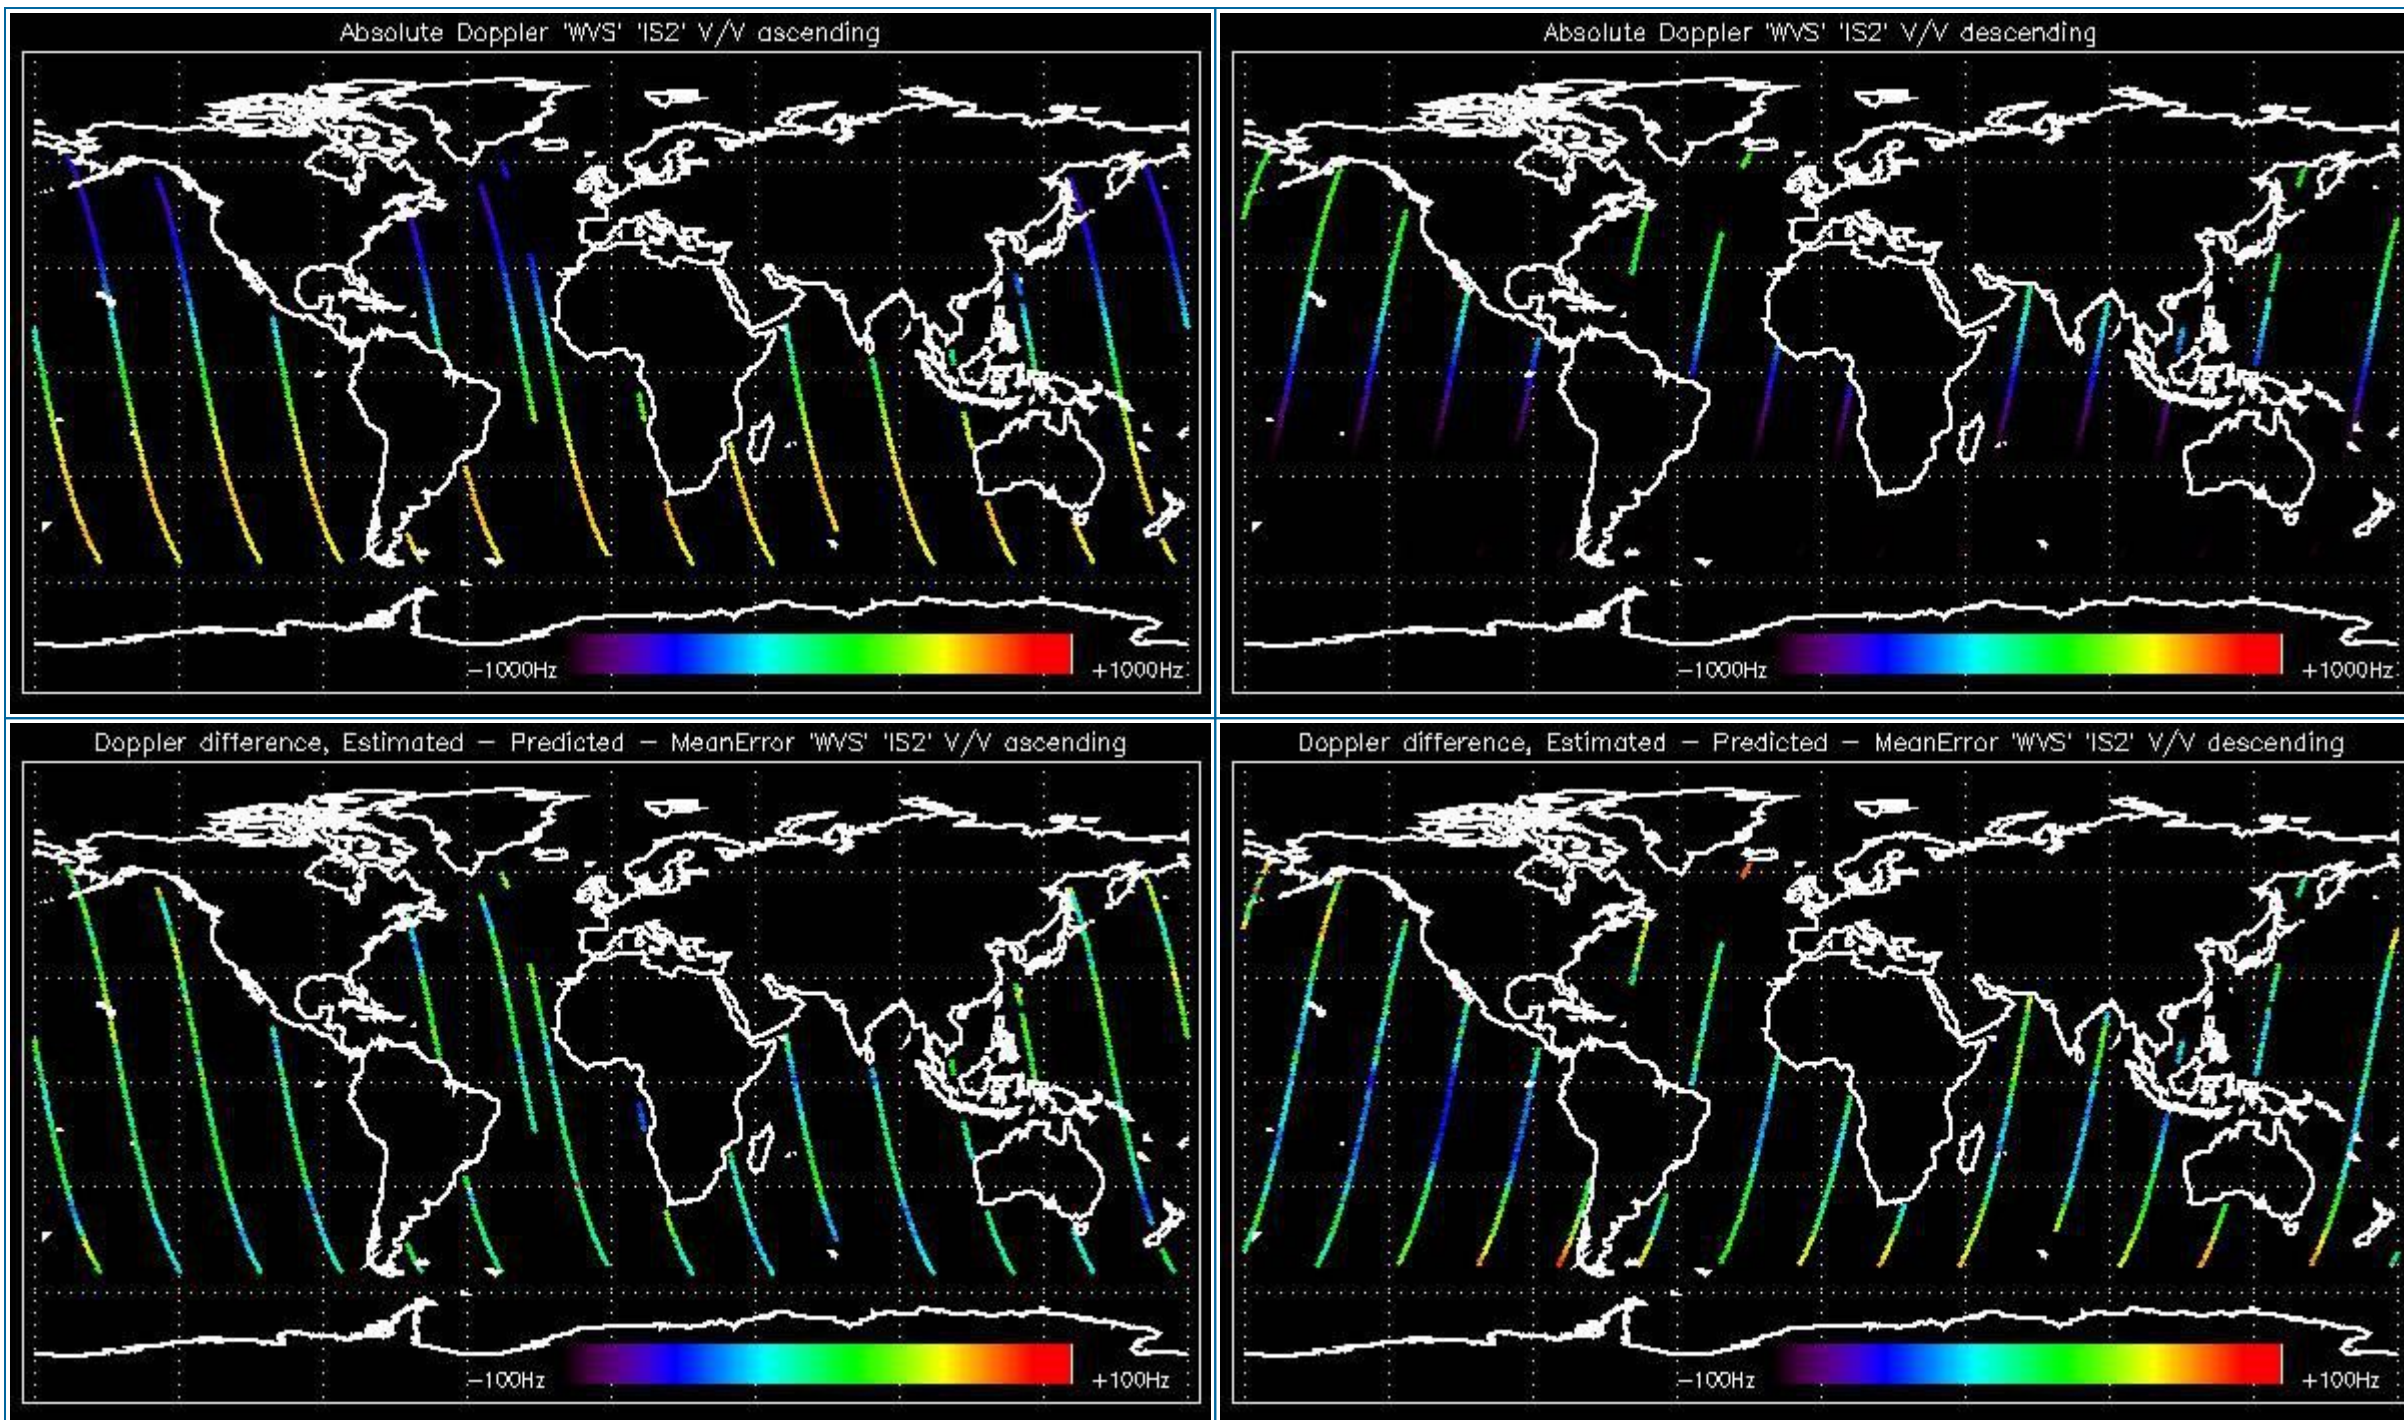 Absolute Doppler 'WVS' 'IS2' V/V ascending
-1000Hz
+1000Hz
Absolute Doppler 'WVS' 'IS2' V/V descending
-1000Hz
+1000Hz
Doppler difference, Estimated - Predicted - MeanError 'WVS' 'IS2' V/V ascending
-100Hz
+100Hz
Doppler difference, Estimated - Predicted - MeanError 'WVS' 'IS2' V/V descending
-100Hz
+100Hz